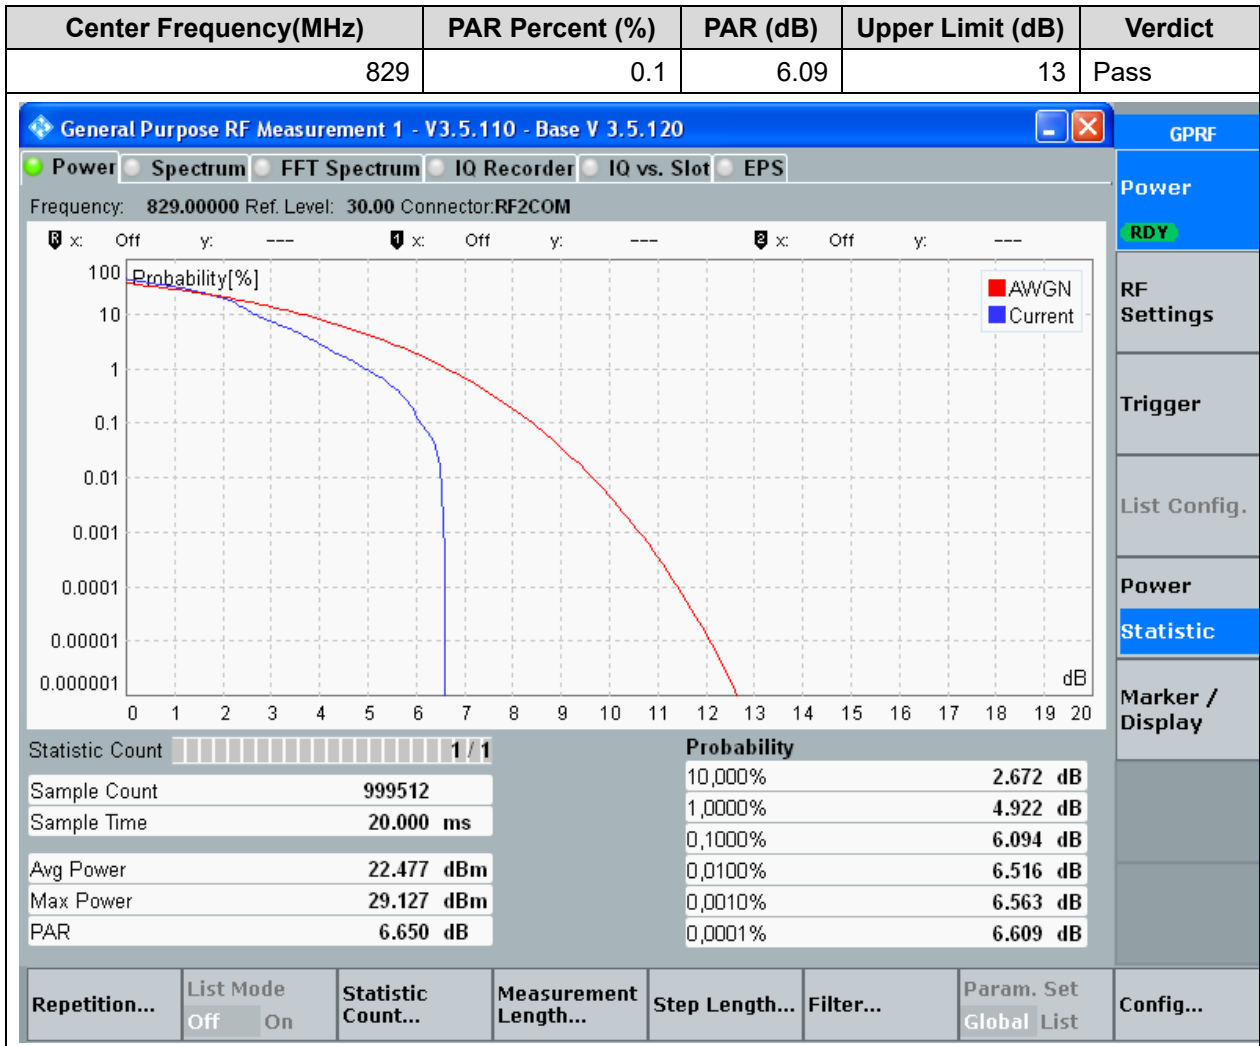 Center Frequency(MHz) PAR Percent (%) PAR (dB) Upper Limit (dB) Verdict
829 0.1 6.09 13 Pass
General Purpose RF Measurement 1 - V3.5.110 - Base V 3.5.120
GPRF
Power Spectrum FFT Spectrum IQ Recorder IQ vs. Slot EPS
Power
RDY
Frequency: 829.00000 Ref. Level: 30.00 Connector:RF2COM
R x: Off y: --- 1 x: Off y: --- 2 x: Off y: ---
Probability[%]
AWGN
Current
100
10
1
0.1
0.01
0.001
0.0001
0.00001
0.000001
dB
0 1 2 3 4 5 6 7 8 9 10 11 12 13 14 15 16 17 18 19 20
RF
Settings
Trigger
List Config.
Power
Statistic
Marker /
Display
Statistic Count 1 / 1
Sample Count 999512
Sample Time 20.000 ms
Avg Power 22.477 dBm
Max Power 29.127 dBm
PAR 6.650 dB
Probability
10,000% 2.672 dB
1,0000% 4.922 dB
0,1000% 6.094 dB
0,0100% 6.516 dB
0,0010% 6.563 dB
0,0001% 6.609 dB
Repetition...
List Mode
Off On
Statistic
Count...
Measurement
Length...
Step Length...
Filter...
Param. Set
Global List
Config...